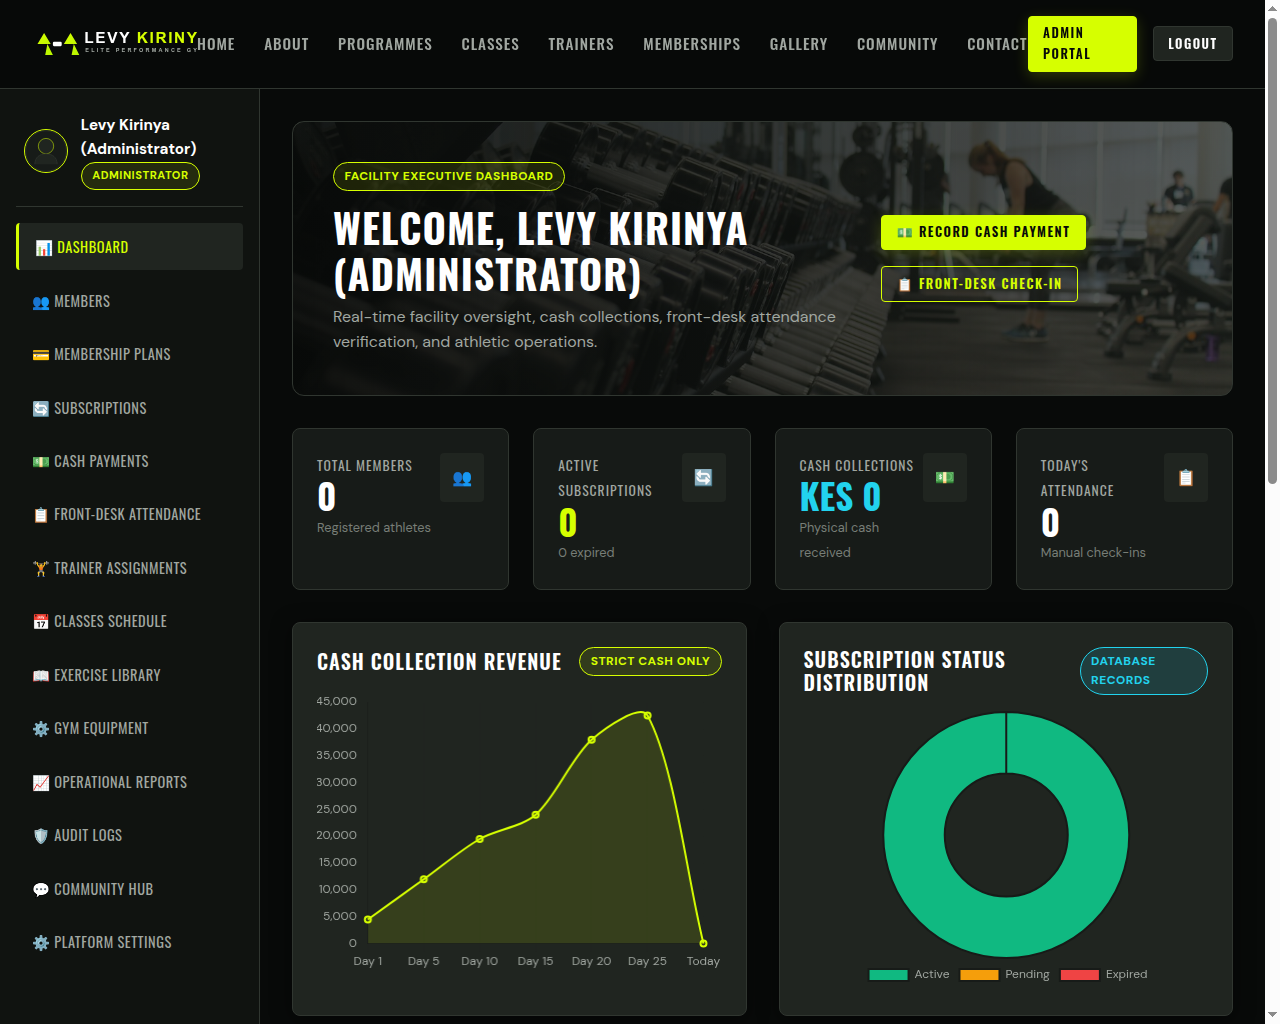 LEVY KIRINY
ELITE PERFORMANCE GY
HOME
ABOUT
PROGRAMMES
CLASSES
TRAINERS
MEMBERSHIPS
GALLERY
COMMUNITY
CONTACT
ADMIN
PORTAL
LOGOUT
Levy Kirinya
(Administrator)
ADMINISTRATOR
DASHBOARD
MEMBERS
MEMBERSHIP PLANS
SUBSCRIPTIONS
CASH PAYMENTS
FRONT-DESK ATTENDANCE
TRAINER ASSIGNMENTS
CLASSES SCHEDULE
EXERCISE LIBRARY
GYM EQUIPMENT
OPERATIONAL REPORTS
AUDIT LOGS
COMMUNITY HUB
PLATFORM SETTINGS
FACILITY EXECUTIVE DASHBOARD
WELCOME, LEVY KIRINYA
(ADMINISTRATOR)
Real-time facility oversight, cash collections, front-desk attendance
verification, and athletic operations.
RECORD CASH PAYMENT
FRONT-DESK CHECK-IN
TOTAL MEMBERS
0
Registered athletes
ACTIVE
SUBSCRIPTIONS
0
0 expired
CASH COLLECTIONS
KES 0
Physical cash
received
TODAY'S
ATTENDANCE
0
Manual check-ins
CASH COLLECTION REVENUE
STRICT CASH ONLY
45,000
40,000
35,000
30,000
25,000
20,000
15,000
10,000
5,000
0
Day 1
Day 5
Day 10
Day 15
Day 20
Day 25
Today
SUBSCRIPTION STATUS
DISTRIBUTION
DATABASE
RECORDS
Active
Pending
Expired